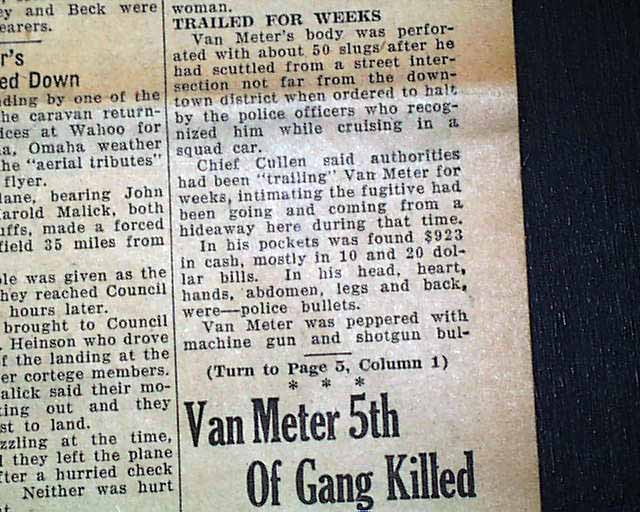 ey and Beck were
earers.
r's
ed Down
ding by one of the
he caravan return-
ices at Wahoo for
a, Omaha weather
he "aerial tributes"
flyer.
lane, bearing John
arold Malick, both
uffs, made a forced
field 35 miles from
ble was given as the
hey reached Council
hours later.
brought to Council
. Heinson who drove
f the landing at the
er cortege members.
alick said their mo-
ting out and they
st to land.
zzling at the time,
l they left the plane
fter a hurried check
Neither was hurt
woman.
TRAILED FOR WEEKS
Van Meter's body was perfor-
ated with about 50 slugs after he
had scuttled from a street inter-
section not far from the down-
town district when ordered to halt
by the police officers who recog-
nized him while cruising in a
squad car.
Chief Cullen said authorities
had been "trailing" Van Meter for
weeks, intimating the fugitive had
been going and coming from a
hideaway here during that time.
In his pockets was found $923
in cash, mostly in 10 and 20 dol-
lar bills. In his head, heart,
hands, abdomen, legs and back,
were—police bullets.
Van Meter was peppered with
machine gun and shotgun bul-
(Turn to Page 5, Column 1)
* * *
Van Meter 5th
Of Gang Killed